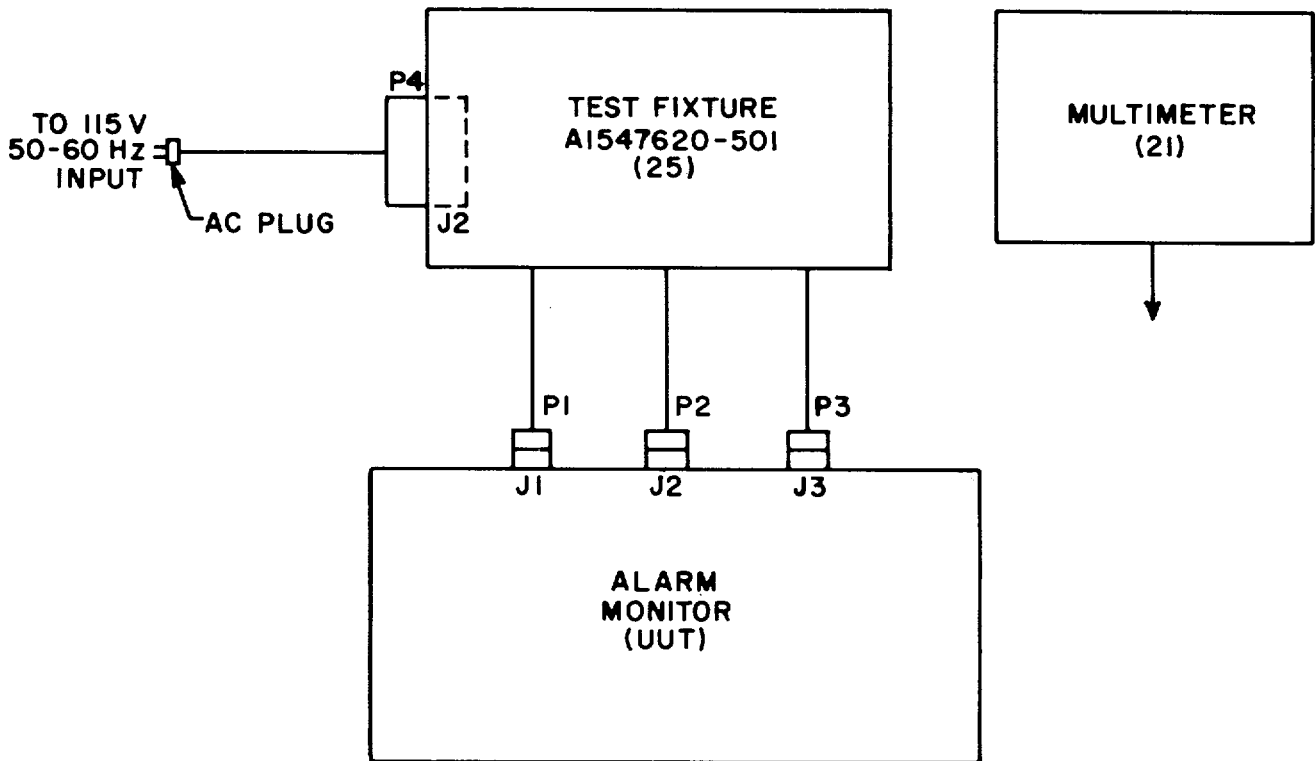 TO 115 V
50-60 Hz
INPUT
AC PLUG
P4
J2
TEST FIXTURE
A1547620-501
(25)
MULTIMETER
(21)
P1
P2
P3
J1
J2
J3
ALARM
MONITOR
(UUT)